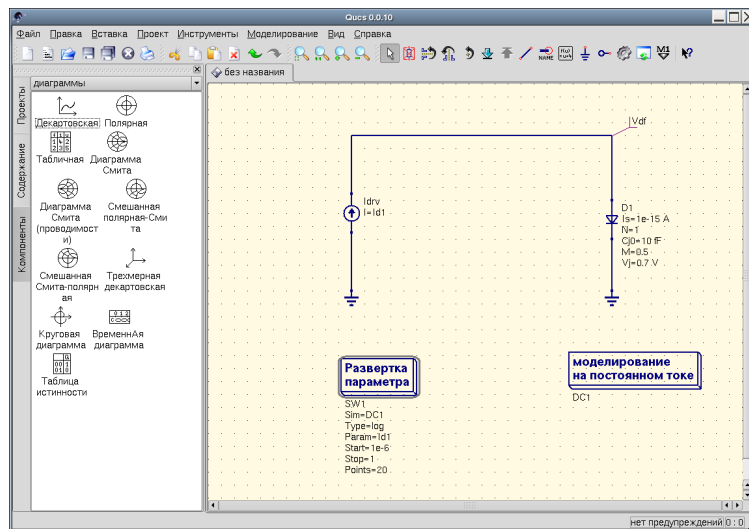 Qucs 0.0.10
Файл Правка Вставка Проект Инструменты Моделирование Вид Справка
NAME
M1
без названия
диаграммы
Проекты
Содержание
Компоненты
Декартовская Полярная
Табличная Диаграмма Смита
Диаграмма Смита (проводимости) Смешанная полярная-Смита
Смешанная Смита-полярная Трехмерная декартовская
Круговая диаграмма ВременнАя диаграмма
Таблица истинности
Vdf
Idrv
I=Id1
D1
Is=1e-15 A
N=1
Cj0=10 fF
M=0.5
Vj=0.7 V
Развертка
параметра
SW1
Sim=DC1
Type=log
Param=Id1
Start=1e-6
Stop=1
Points=20
моделирование
на постоянном токе
DC1
нет предупреждений 0 : 0